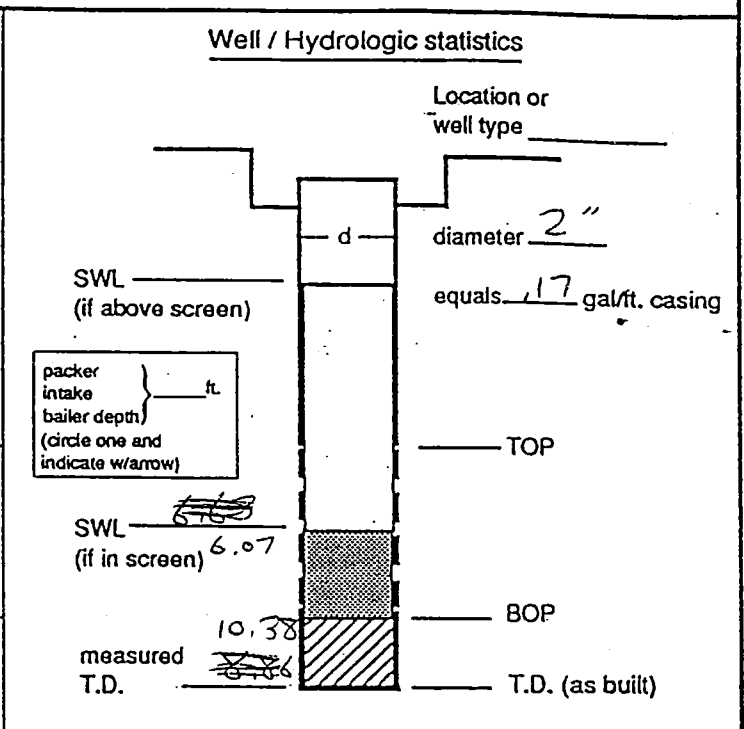 Well / Hydrologic statistics
Location or
well type
d
diameter 2"
SWL
(if above screen)
equals .17 gal/ft. casing
packer
intake
bailer depth
ft.
(circle one and
indicate w/arrow)
TOP
SWL
(if in screen) 6.07
BOP
10.38
measured
T.D.
T.D. (as built)